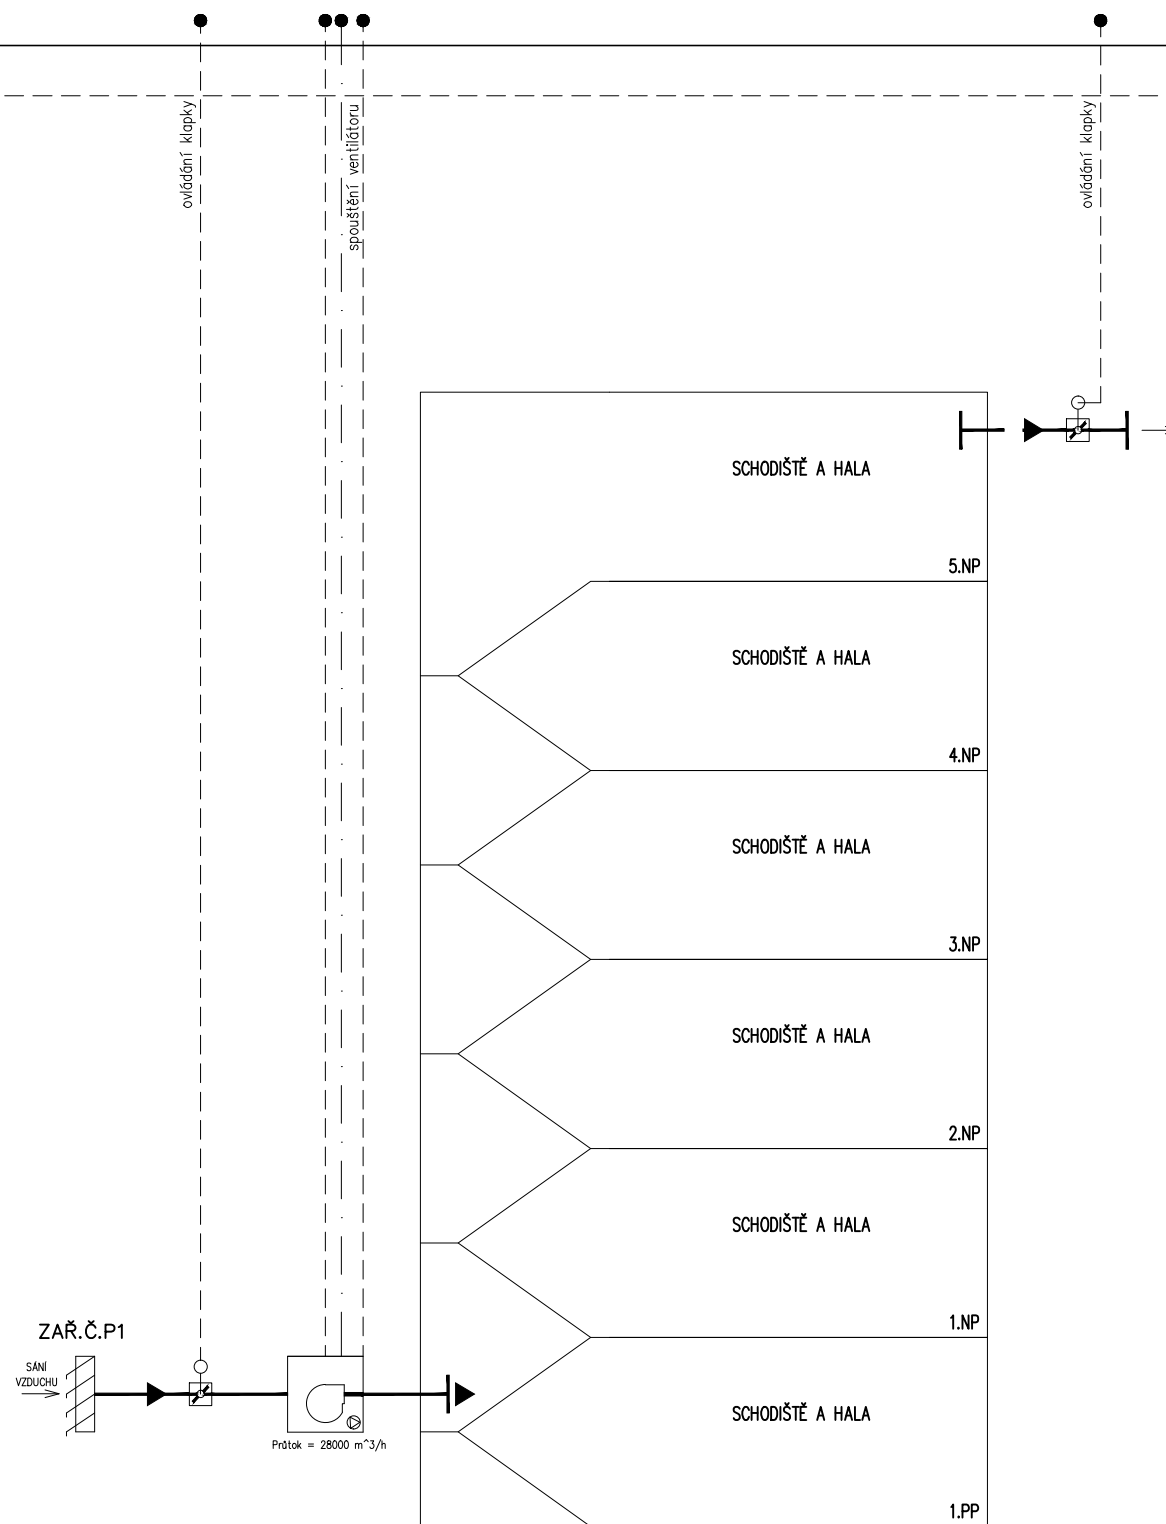 ovládání klapky
spouštění ventilátoru
ovládání klapky
SCHODIŠTĚ A HALA
5.NP
SCHODIŠTĚ A HALA
4.NP
SCHODIŠTĚ A HALA
3.NP
SCHODIŠTĚ A HALA
2.NP
SCHODIŠTĚ A HALA
1.NP
ZAŘ.Č.P1
SÁNÍ
VZDUCHU
SCHODIŠTĚ A HALA
Průtok = 28000 m^3/h
1.PP